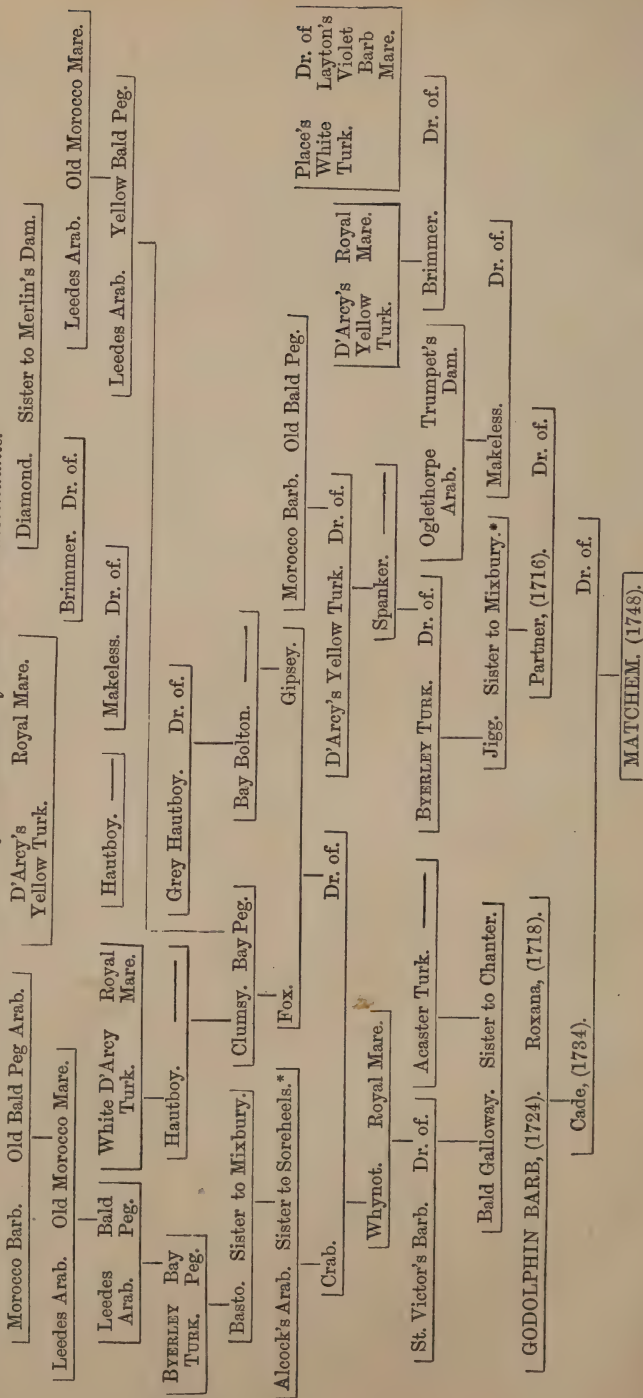 Morocco Barb. Old Bald Peg Arab.
D'Arcy's Royal Mare.
Yellow Turk.
Diamond. Sister to Merlin's Dam.
Leedes Arab. Old Morocco Mare.
Brimmer. Dr. of.
Leedes Arab. Old Morocco Mare.
Leedes Bald
Arab. Peg.
White D'Arcy Royal
Turk. Mare.
Hautboy. ——
Makeless. Dr. of.
Leedes Arab. Yellow Bald Peg.
BYERLEY Bay
TURK. Peg.
Hautboy. ——
Grey Hautboy. Dr. of.
Basto. Sister to Mixbury.
Clumsy. Bay Peg.
Bay Bolton. ——
Alcock's Arab. Sister to Soreheels.*
Fox.
Gipsey.
Morocco Barb. Old Bald Peg.
Place's Dr. of
White Layton's
Turk. Violet
Barb
Mare.
Crab.
Dr. of.
D'Arcy's Yellow Turk. Dr. of.
D'Arcy's Royal
Yellow Mare.
Turk.
Whynot. Royal Mare.
Spanker. ——
Brimmer. Dr. of.
St. Victor's Barb. Dr. of.
Acaster Turk. ——
BYERLEY TURK. Dr. of.
Oglethorpe Trumpet's
Arab. Dam.
Bald Galloway. Sister to Chanter.
Jigg. Sister to Mixbury.*
Makeless. Dr. of.
GODOLPHIN BARB, (1724). Roxana, (1718).
Partner, (1716). Dr. of.
Cade, (1734).
Dr. of.
MATCHEM. (1748).